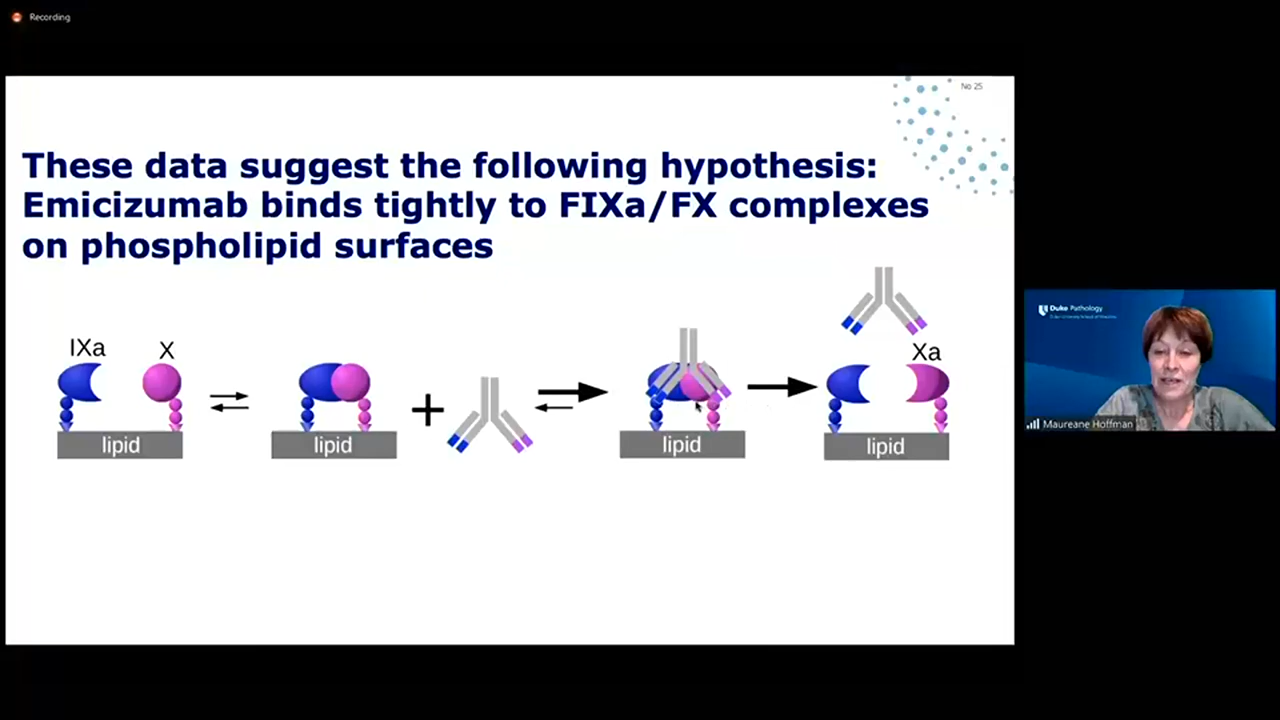 Recording
No 25
These data suggest the following hypothesis:
Emicizumab binds tightly to FIXa/FX complexes
on phospholipid surfaces
IXa
X
Xa
lipid
lipid
+
lipid
lipid
Duke Pathology
Maureane Hoffman